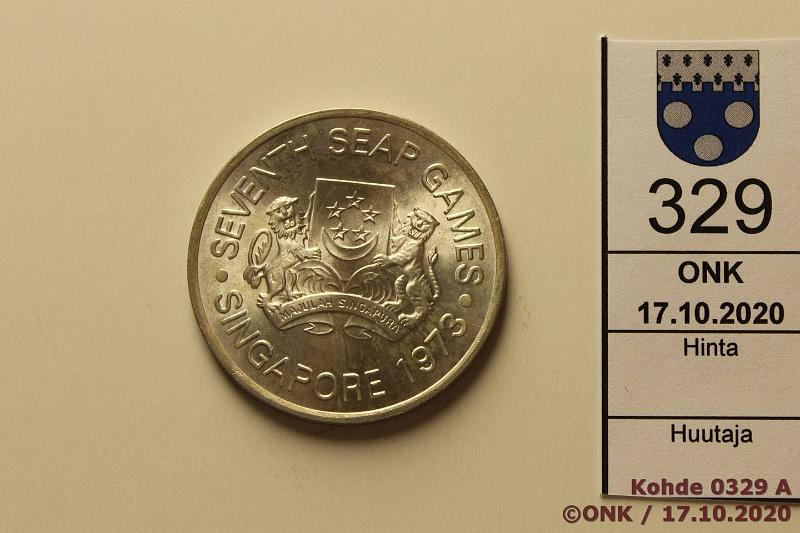 · SEVENTH SEAP GAMES ·
SINGAPORE 1973
MAJULAH SINGAPURA
329
ONK
17.10.2020
Hinta
Huutaja
Kohde 0329 A
©ONK / 17.10.2020